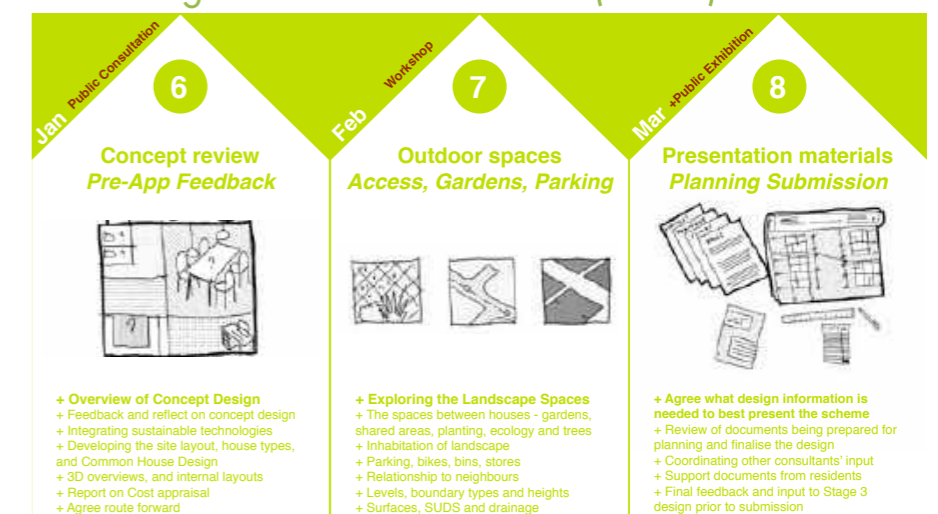 Jan Public Consultation
6
Concept review
Pre-App Feedback
+ Overview of Concept Design
+ Feedback and reflect on concept design
+ Integrating sustainable technologies
+ Developing the site layout, house types,
and Common House Design
+ 3D overviews, and internal layouts
+ Report on Cost appraisal
+ Agree route forward
Feb Workshop
7
Outdoor spaces
Access, Gardens, Parking
+ Exploring the Landscape Spaces
+ The spaces between houses - gardens,
shared areas, planting, ecology and trees
+ Inhabitation of landscape
+ Parking, bikes, bins, stores
+ Relationship to neighbours
+ Levels, boundary types and heights
+ Surfaces, SUDS and drainage
Mar +Public Exhibition
8
Presentation materials
Planning Submission
+ Agree what design information is
needed to best present the scheme
+ Review of documents being prepared for
planning and finalise the design
+ Coordinating other consultants' input
+ Support documents from residents
+ Final feedback and input to Stage 3
design prior to submission